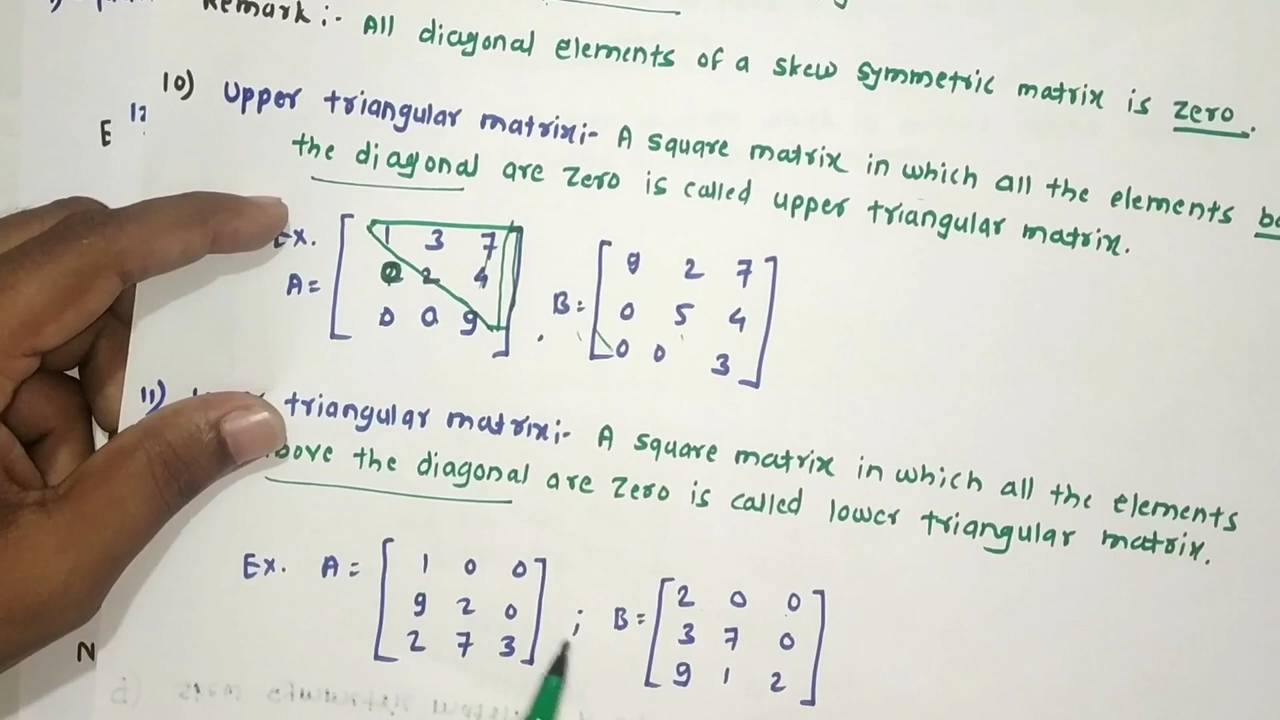 Remark :- All diagonal elements of a skew symmetric matrix is zero.
10) Upper triangular matrix:- A square matrix in which all the elements
the diagonal are zero is called upper triangular matrix.
Ex.
A = [ 1 3 7
0 2 4
0 0 9 ] . B = [ 9 2 7
0 5 4
0 0 3 ]
11) triangular matrix:- A square matrix in which all the elements
above the diagonal are zero is called lower triangular matrix.
Ex. A = [ 1 0 0
9 2 0
2 7 3 ] ; B = [ 2 0 0
3 7 0
9 1 2 ]